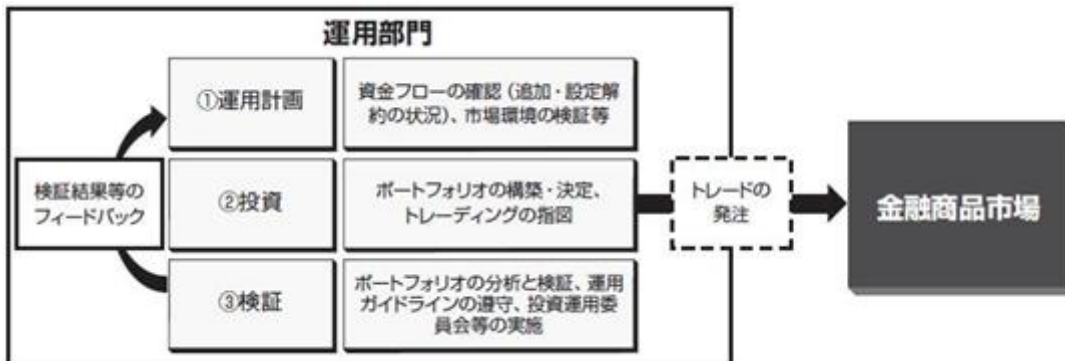 運用部門
①運用計画
資金フローの確認（追加・設定解
約の状況）、市場環境の検証等
検証結果等の
フィードバック
②投資
ポートフォリオの構築・決定、
トレーディングの指図
トレードの
発注
金融商品市場
③検証
ポートフォリオの分析と検証、運用
ガイドラインの遵守、投資運用委
員会等の実施